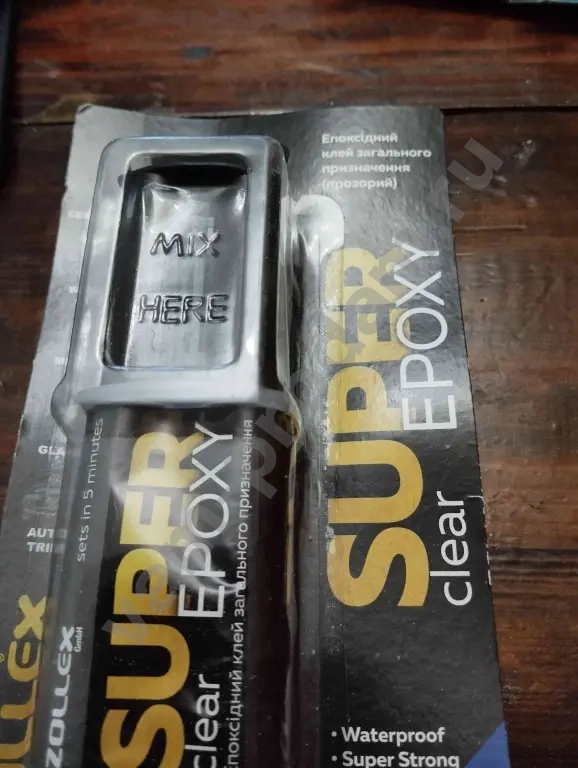 Епоксідний
клей загального
призначення
(прозорий)
MIX
HERE
SUPER
EPOXY
clear
• Waterproof
• Super Strong
sets in 5 minutes
SUPER
EPOXY
clear
Епоксідний клей загального призначення
ZOLLEX
GmbH
AUTO